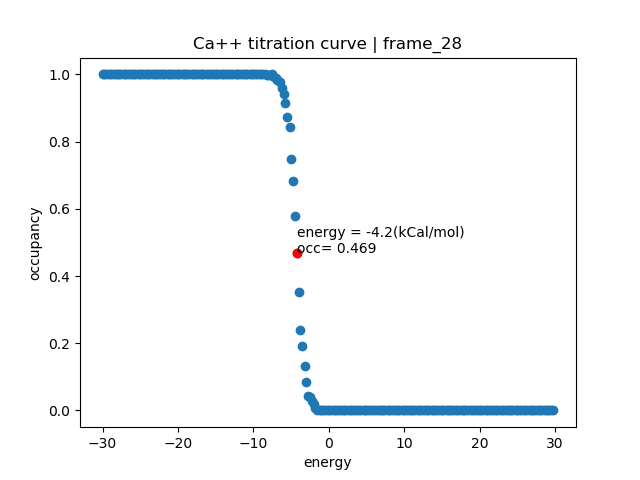 Ca++ titration curve | frame_28
1.0
0.8
0.6
0.4
0.2
0.0
occupancy
energy = -4.2(kCal/mol)
occ= 0.469
−30
−20
−10
0
10
20
30
energy